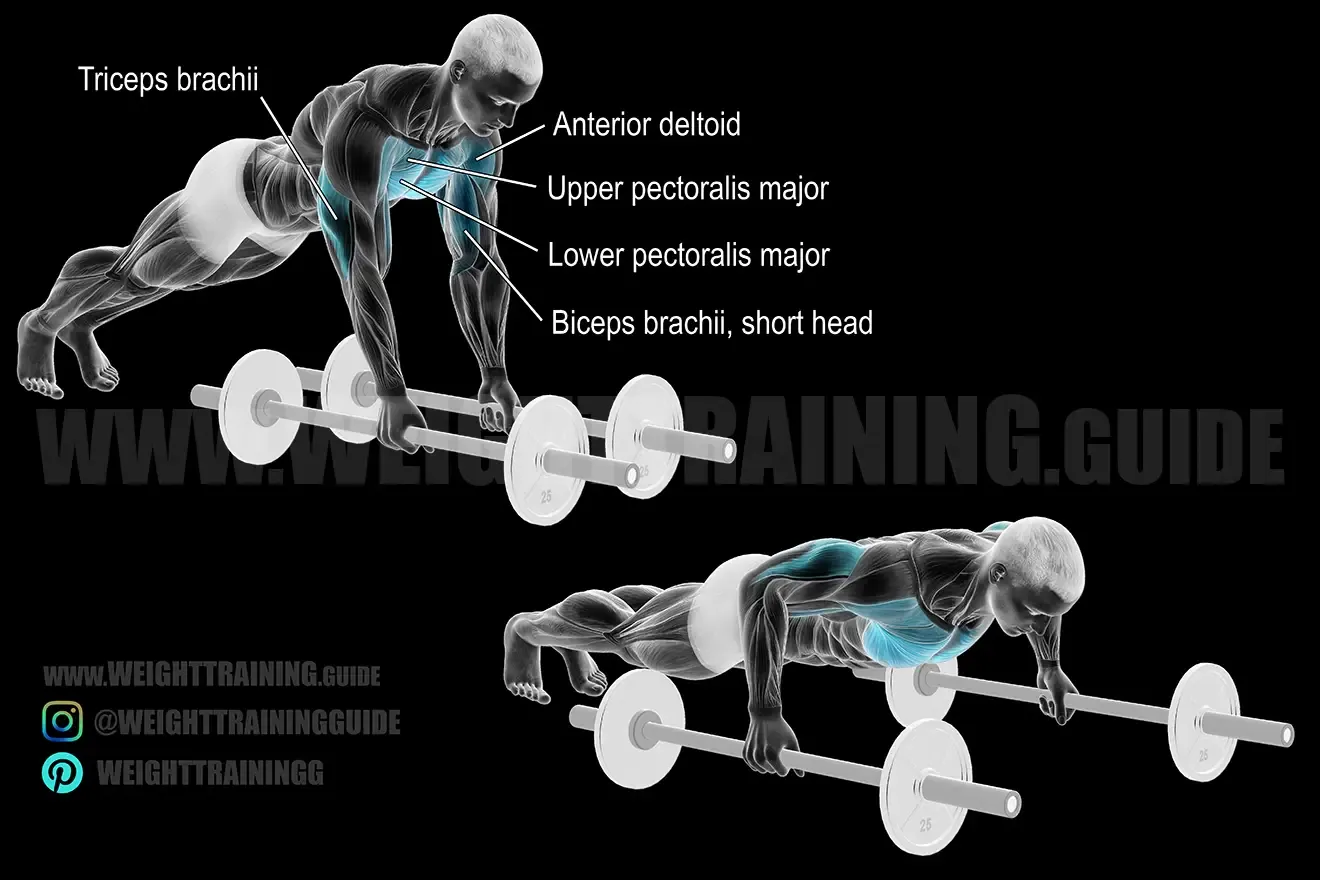 Triceps brachii
Anterior deltoid
Upper pectoralis major
Lower pectoralis major
Biceps brachii, short head
WWW.WEIGHTTRAINING.GUIDE
25
25
WWW.WEIGHTTRAINING.GUIDE
@WEIGHTTRAININGGUIDE
WEIGHTTRAININGG
25
25